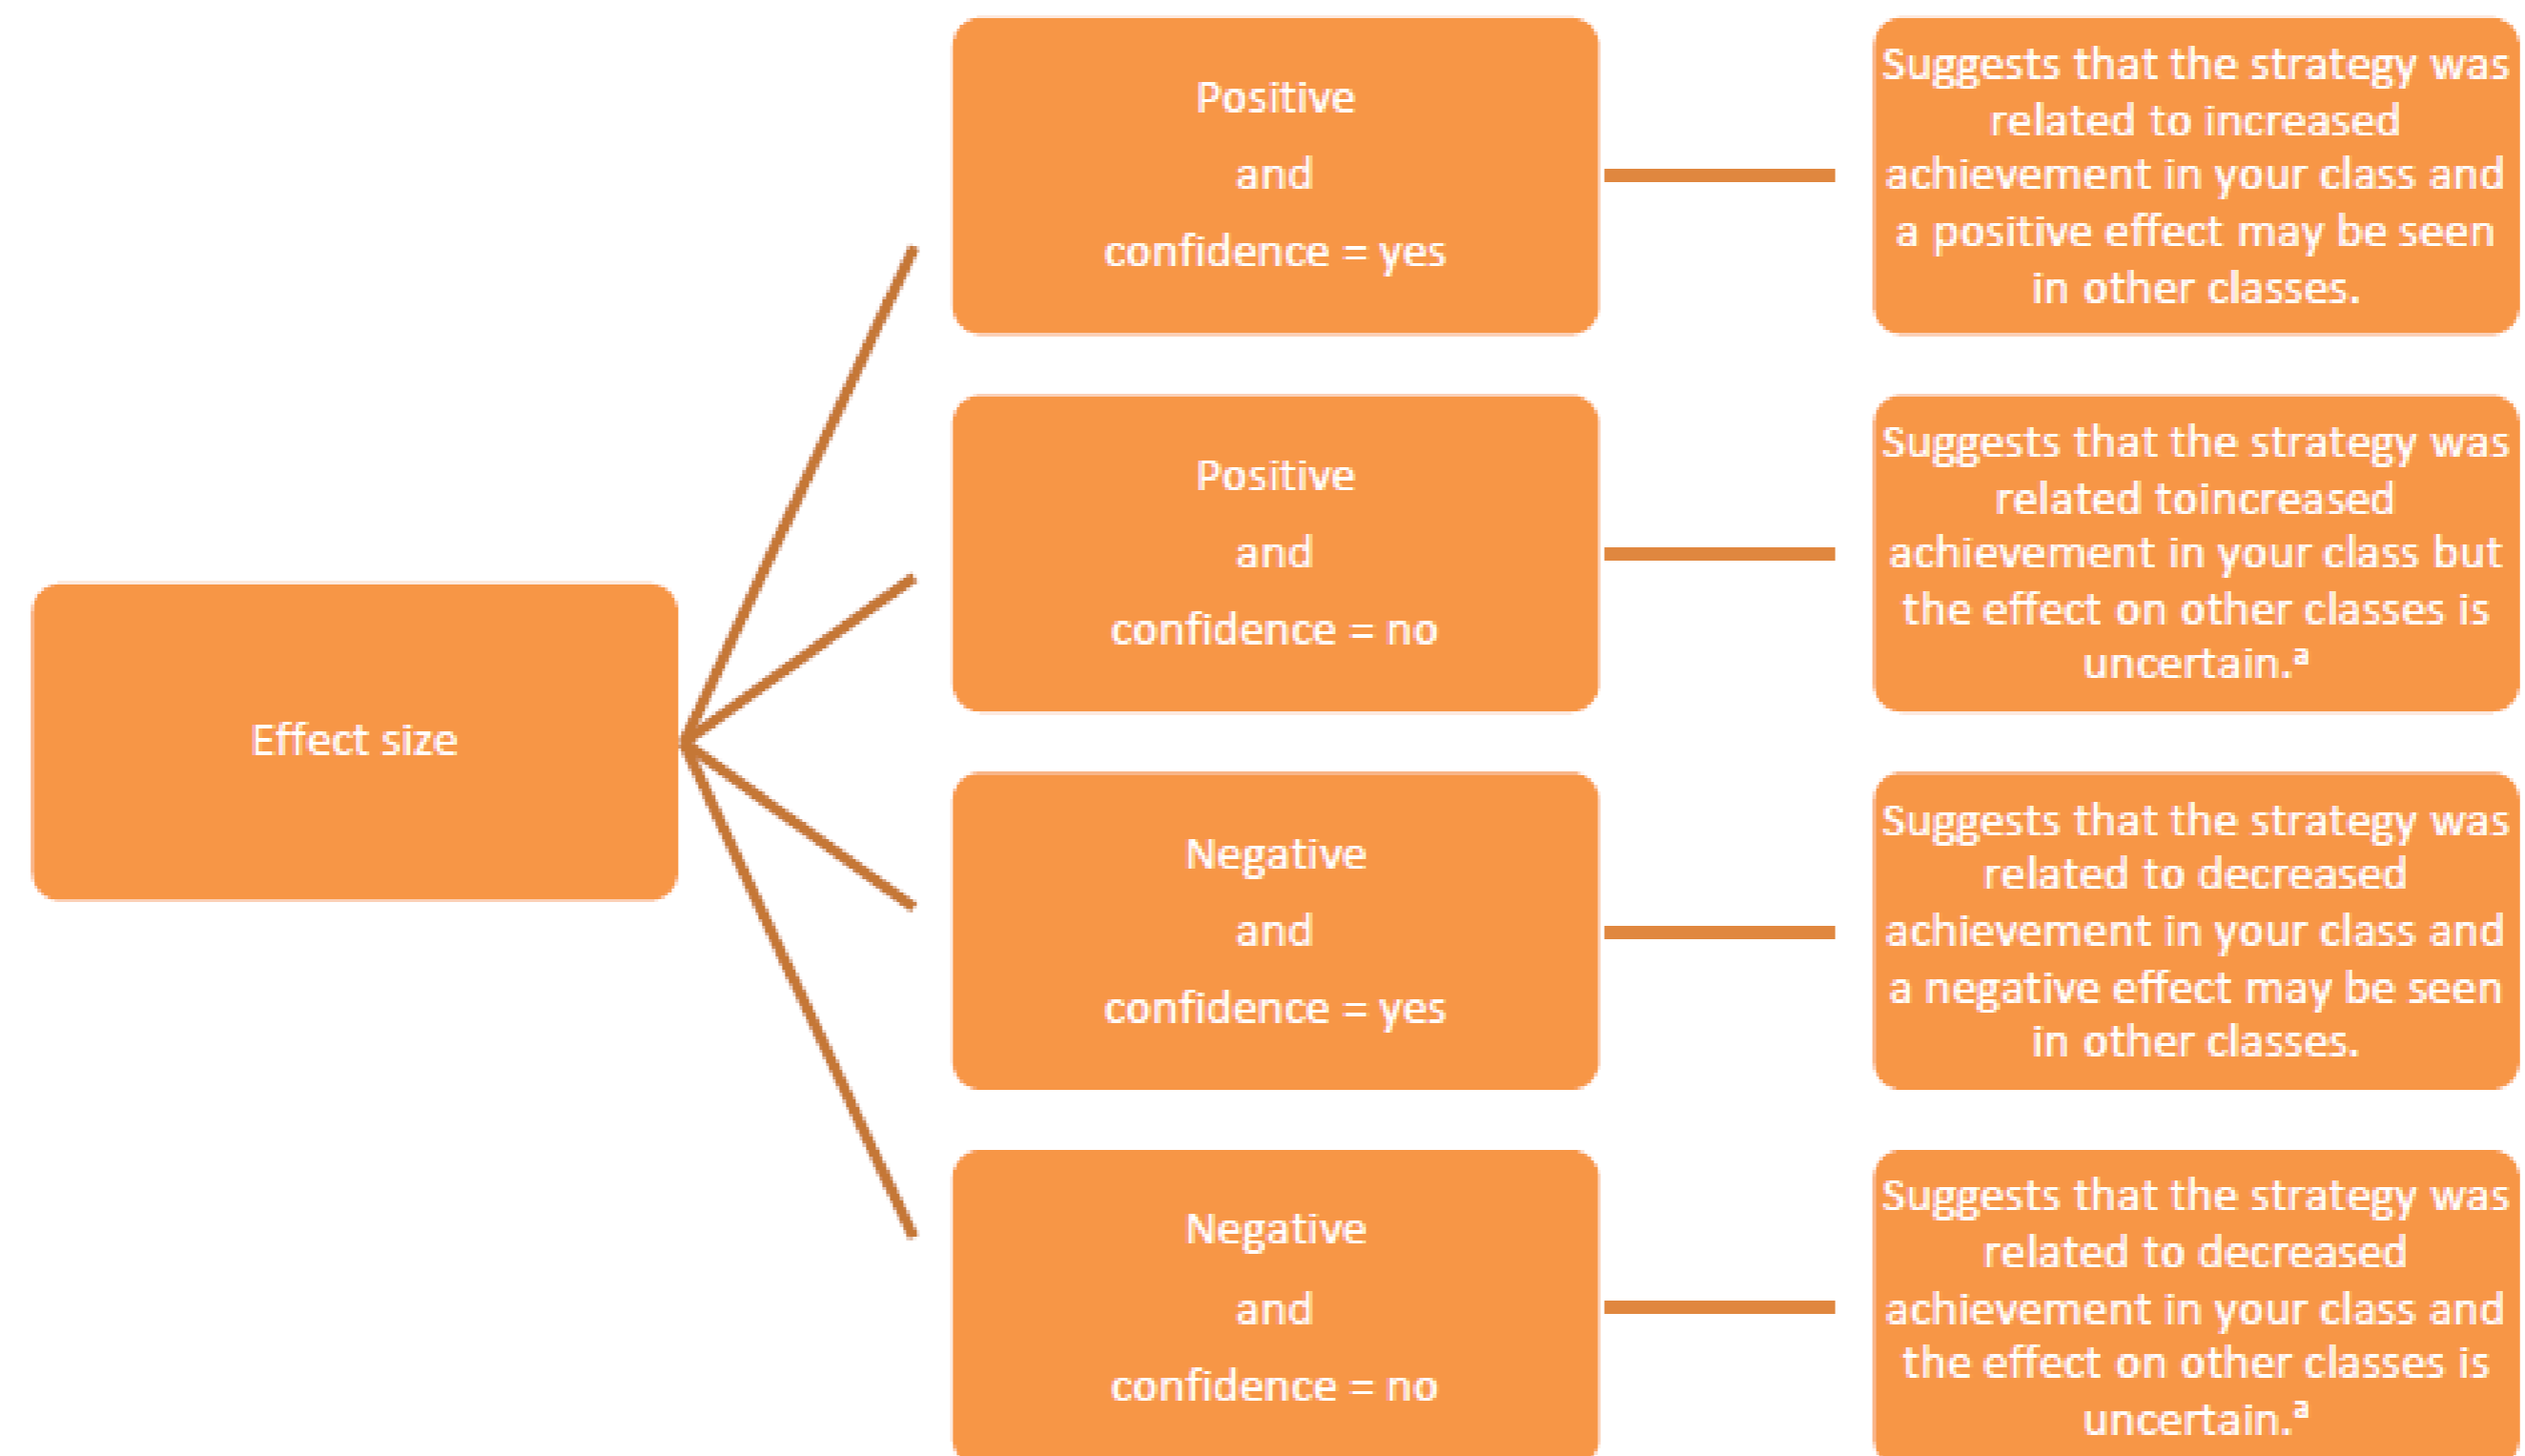 Effect size
Positive
and
confidence = yes
Suggests that the strategy was
related to increased
achievement in your class and
a positive effect may be seen
in other classes.
Positive
and
confidence = no
Suggests that the strategy was
related toincreased
achievement in your class but
the effect on other classes is
uncertain.ª
Negative
and
confidence = yes
Suggests that the strategy was
related to decreased
achievement in your class and
a negative effect may be seen
in other classes.
Negative
and
confidence = no
Suggests that the strategy was
related to decreased
achievement in your class and
the effect on other classes is
uncertain.ª